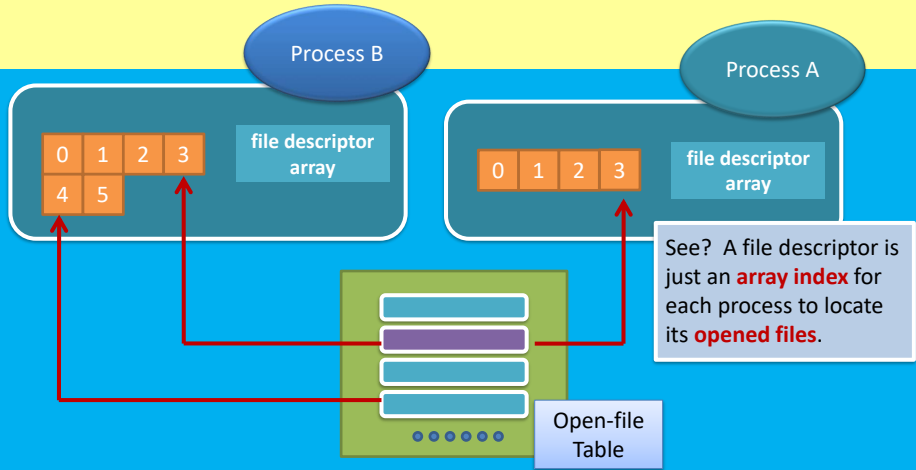 Process B
Process A
0 1 2 3
4 5
file descriptor
array
0 1 2 3
file descriptor
array
See? A file descriptor is
just an array index for
each process to locate
its opened files.
Open-file
Table